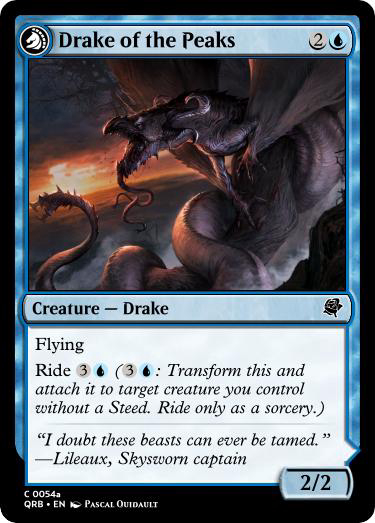 Drake of the Peaks 2
Creature — Drake
Flying
Ride 3 (3 : Transform this and
attach it to target creature you control
without a Steed. Ride only as a sorcery.)
“I doubt these beasts can ever be tamed.”
—Lileaux, Skysworn captain
2/2
C 0054a
QRB • EN Pascal Ouidault